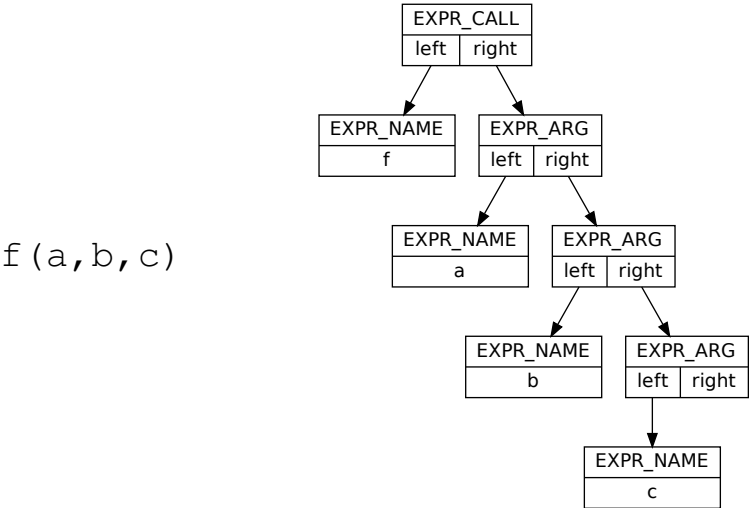 EXPR_CALL
left right
EXPR_NAME
f
EXPR_ARG
left right
f(a,b,c)
EXPR_NAME
a
EXPR_ARG
left right
EXPR_NAME
b
EXPR_ARG
left right
EXPR_NAME
c